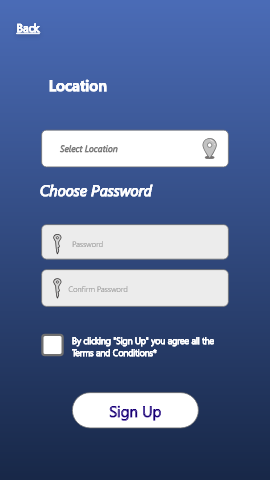 Back
Location
Select Location
Choose Password
Password
Confirm Password
By clicking "Sign Up" you agree all the
Terms and Conditions*
Sign Up